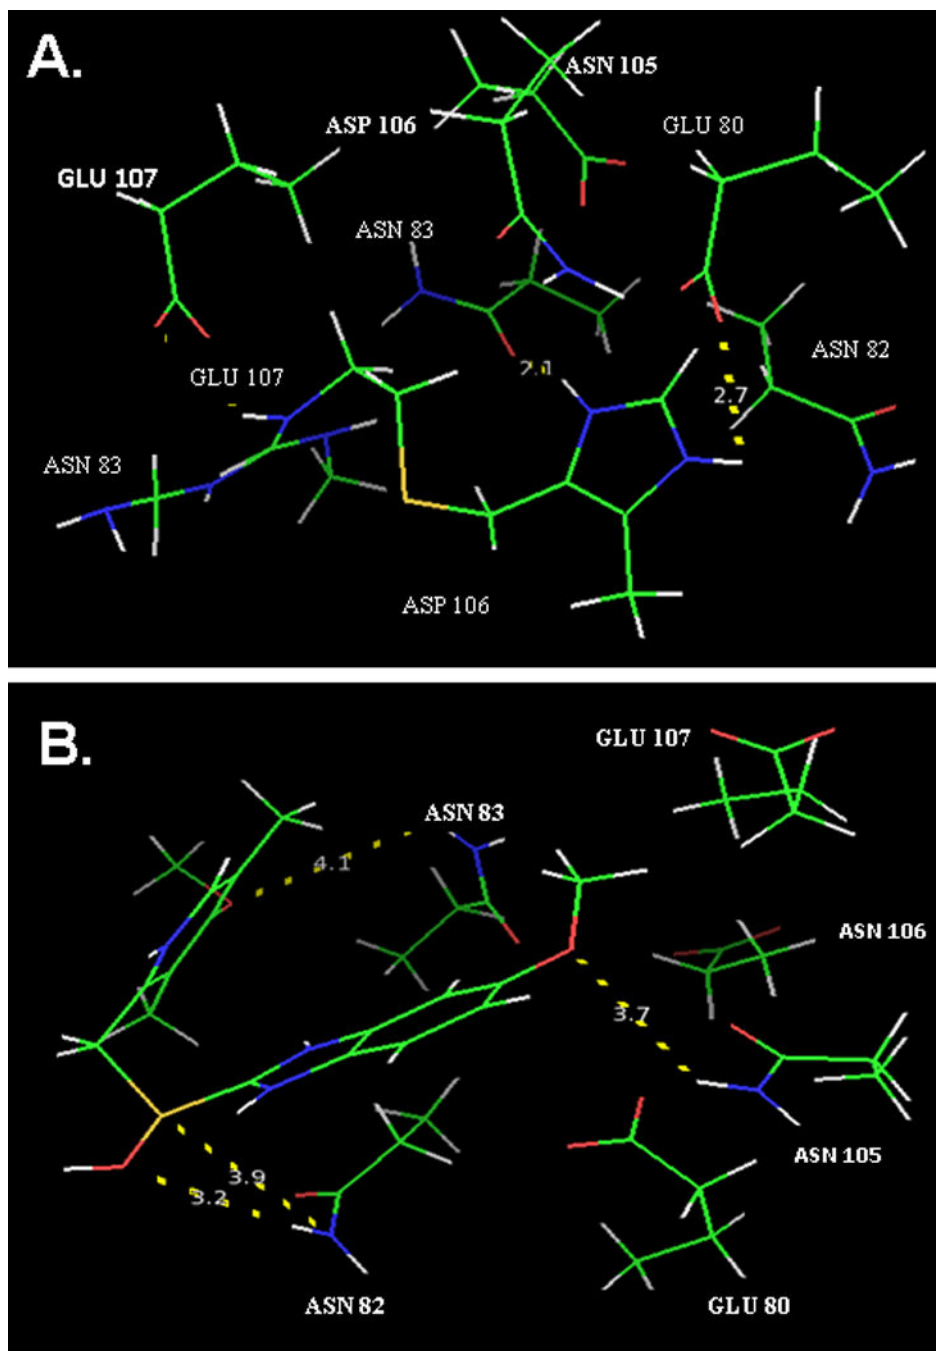 A.
ASN 105
ASP 106
GLU 80
GLU 107
ASN 83
2.1
ASN 82
GLU 107
2.7
ASN 83
ASP 106
B.
GLU 107
ASN 83
4.1
ASN 106
3.7
ASN 105
3.9
3.2
ASN 82
GLU 80